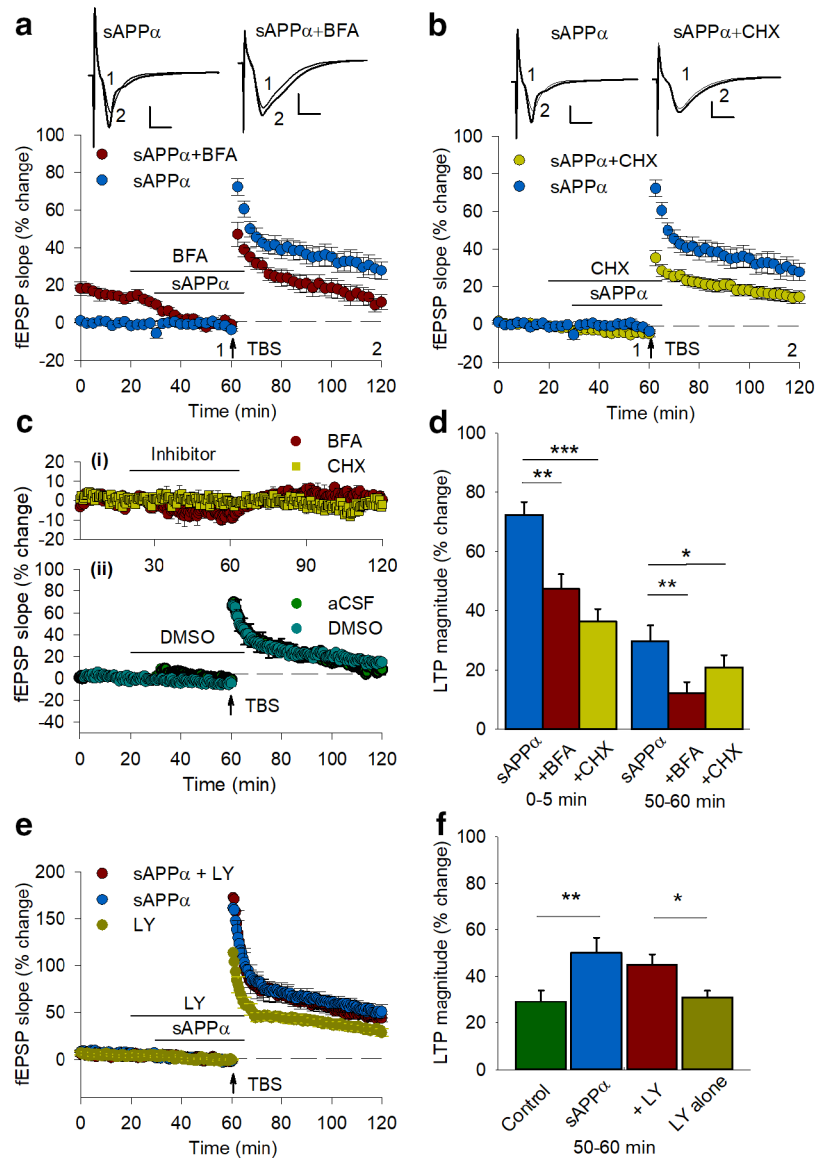 a
sAPPα
sAPPα+BFA
1
2
1
2
fEPSP slope (% change)
100
80
60
40
20
0
-20
sAPPα+BFA
sAPPα
BFA
sAPPα
1
TBS
2
0
20
40
60
80
100
120
Time (min)
b
sAPPα
sAPPα+CHX
1
2
1
2
fEPSP slope (% change)
100
80
60
40
20
0
-20
sAPPα+CHX
sAPPα
CHX
sAPPα
1
TBS
2
0
20
40
60
80
100
120
Time (min)
c
(i)
Inhibitor
BFA
CHX
fEPSP slope (% change)
20
10
0
-10
-20
30
60
90
120
(ii)
aCSF
DMSO
DMSO
100
80
60
40
20
0
-20
-40
TBS
0
20
40
60
80
100
120
Time (min)
d
LTP magnitude (% change)
100
80
60
40
20
0
***
**
*
**
sAPPα
+BFA
+CHX
sAPPα
+BFA
+CHX
0-5 min
50-60 min
e
fEPSP slope (% change)
200
150
100
50
0
sAPPα + LY
sAPPα
LY
LY
sAPPα
TBS
0
20
40
60
80
100
120
Time (min)
f
LTP magnitude (% change)
100
80
60
40
20
0
**
*
Control
sAPPα
+ LY
LY alone
50-60 min